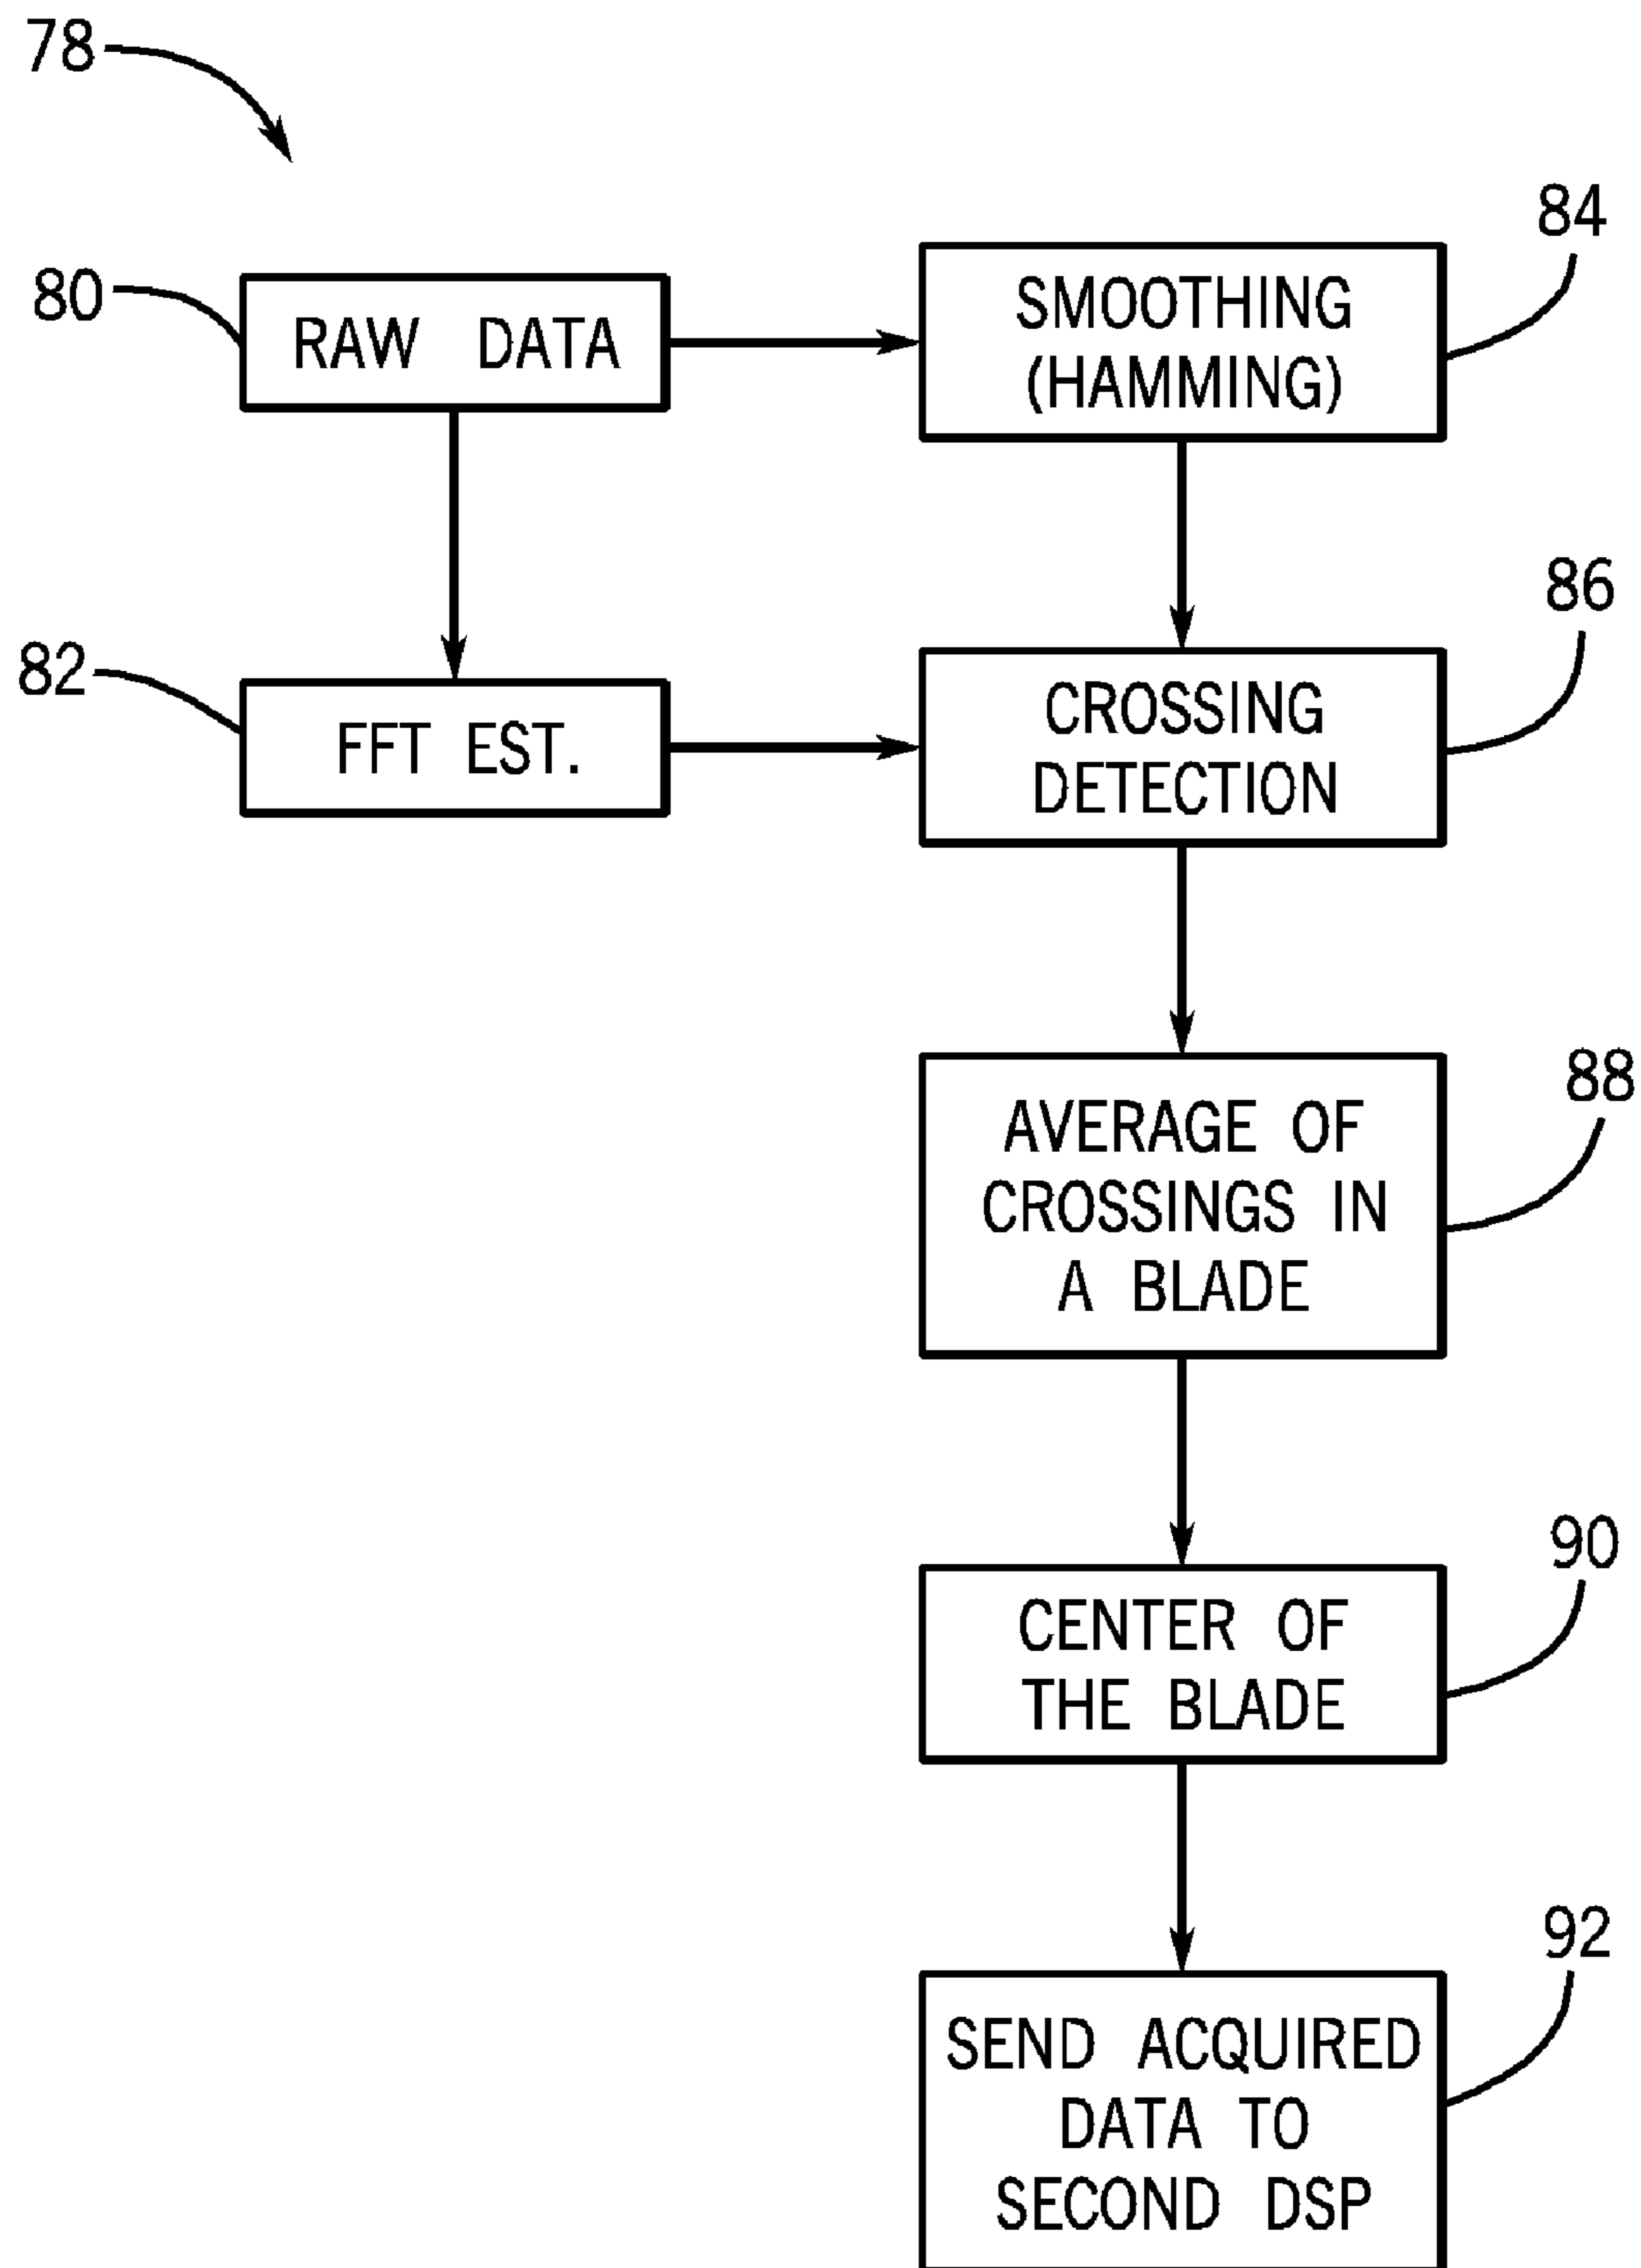 78
80
RAW DATA
84
SMOOTHING
(HAMMING)
82
FFT EST.
86
CROSSING
DETECTION
88
AVERAGE OF
CROSSINGS IN
A BLADE
90
CENTER OF
THE BLADE
92
SEND ACQUIRED
DATA TO
SECOND DSP